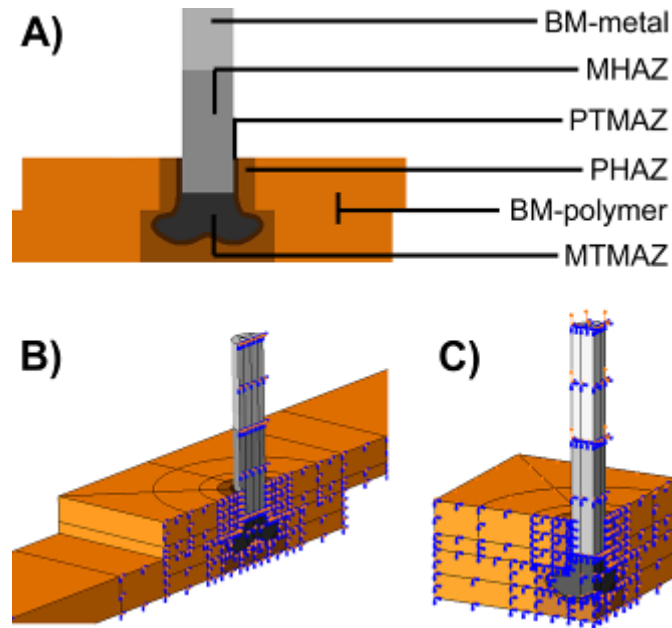 A)
BM-metal
MHAZ
PTMAZ
PHAZ
BM-polymer
MTMAZ
B)
C)